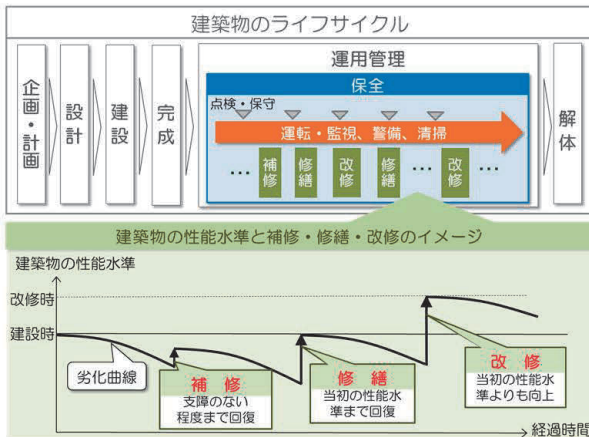 建築物のライフサイクル
企画・計画
設計
建設
完成
運用管理
保全
点検・保守
運転・監視、警備、清掃
… 補修 修繕 改修 修繕 … 改修 …
解体
建築物の性能水準と補修・修繕・改修のイメージ
建築物の性能水準
改修時
建設時
劣化曲線
補修
支障のない
程度まで回復
修繕
当初の性能水
準まで回復
改修
当初の性能水
準よりも向上
経過時間